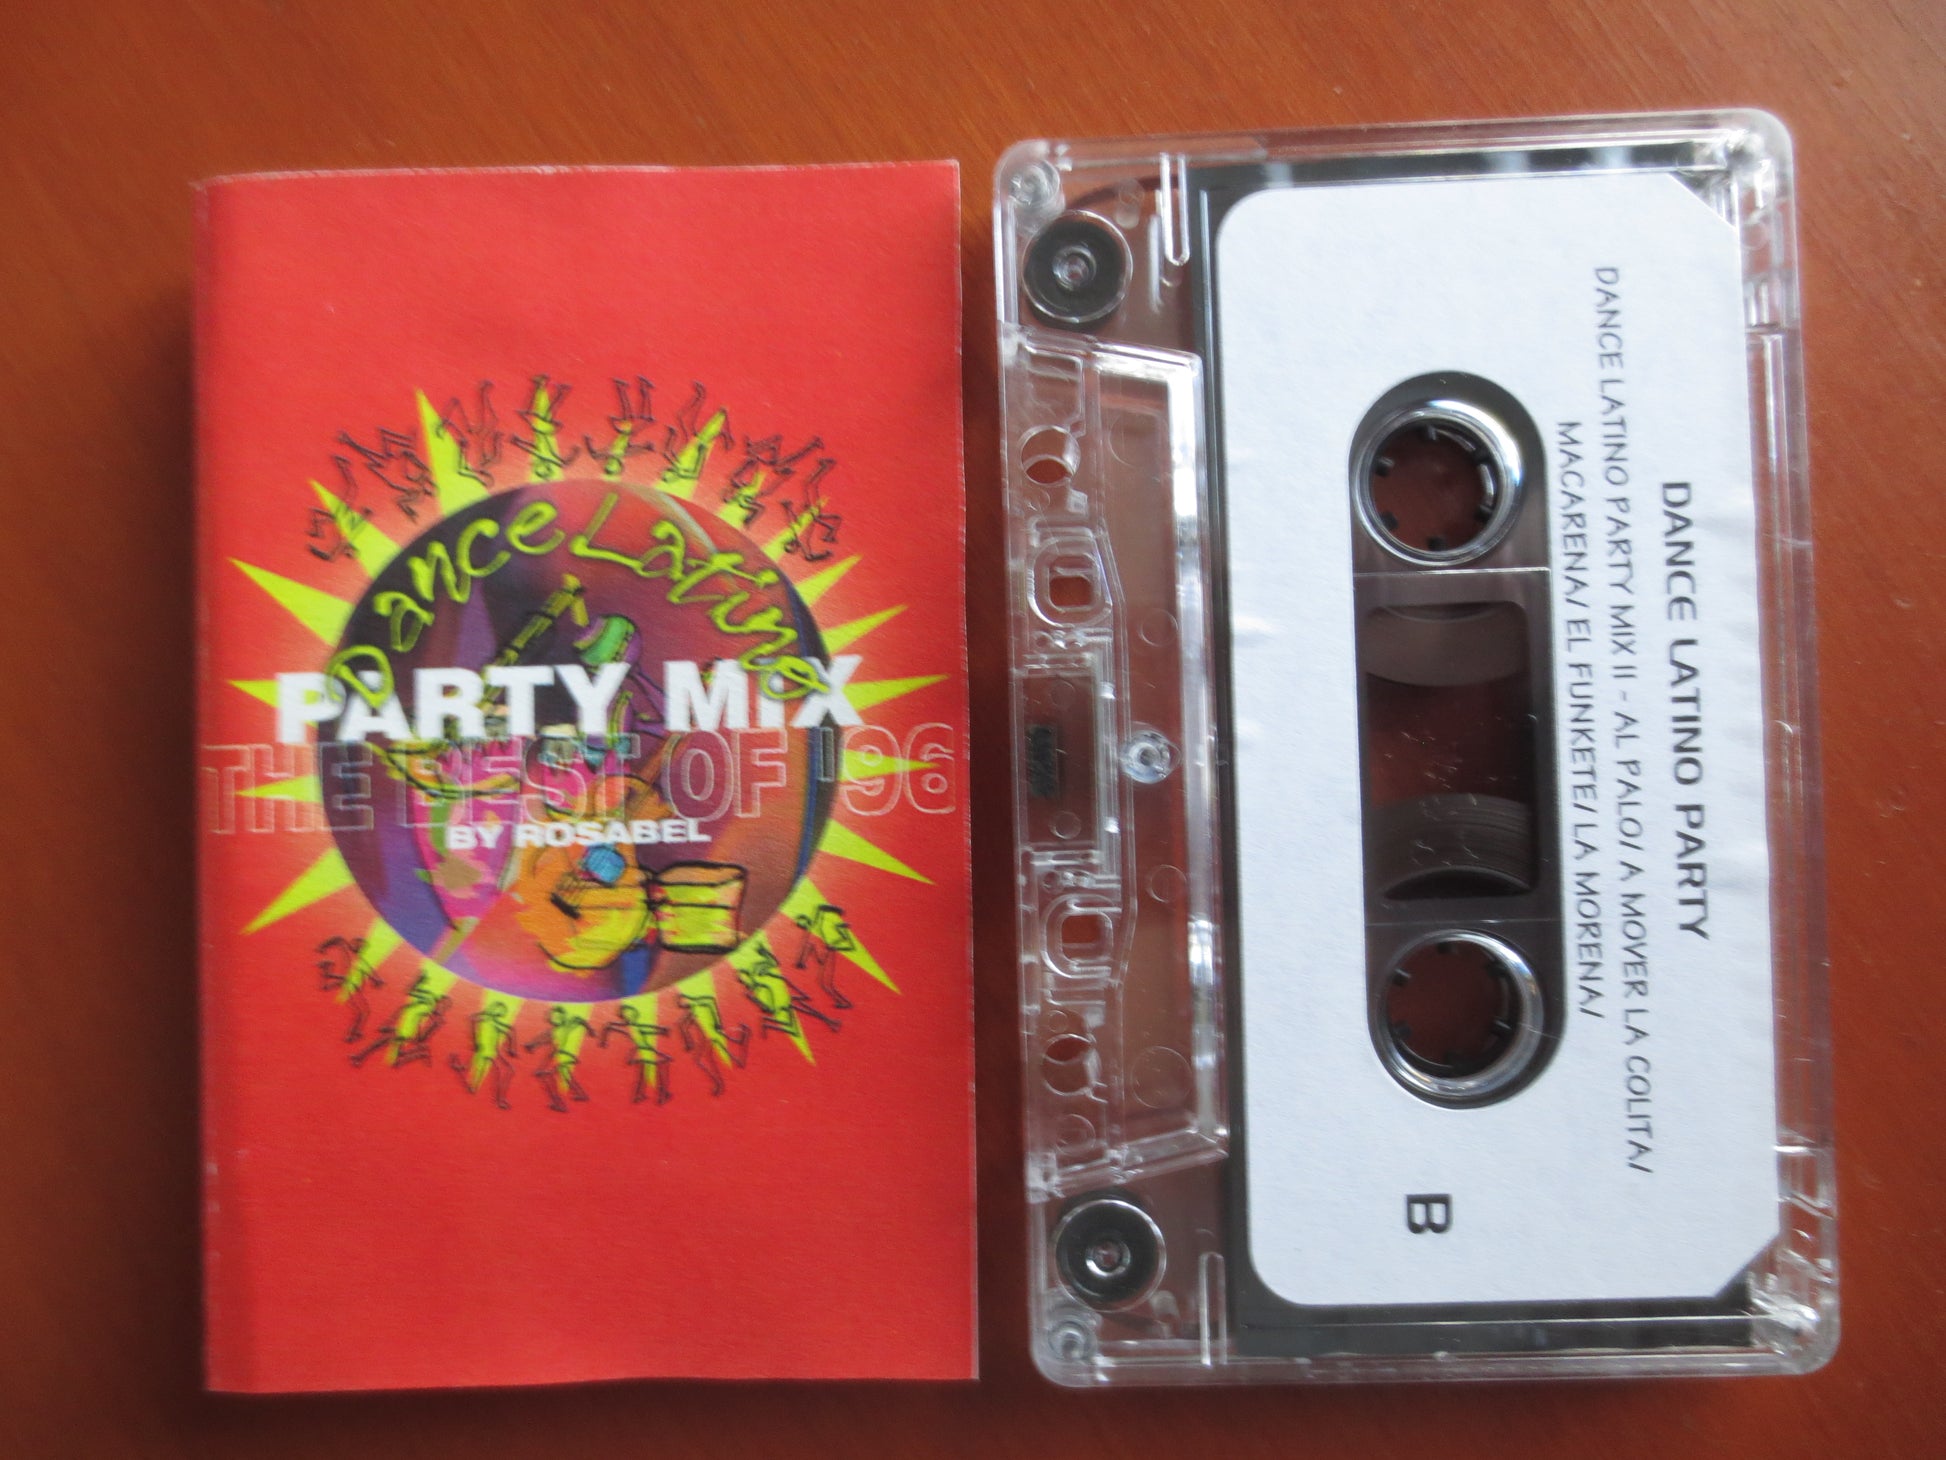 Dance Latino
PARTY MIX
THE BEST OF '96
BY ROSABEL
DANCE LATINO PARTY
DANCE LATINO PARTY MIX II - AL PALO/ A MOVER LA COLITA/
MACARENA/ EL FUNKETE/ LA MORENA/
B